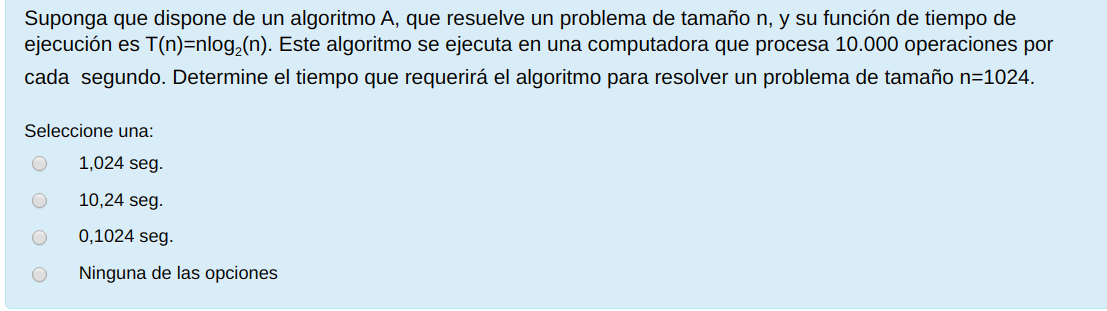 Suponga que dispone de un algoritmo A, que resuelve un problema de tamaño n, y su función de tiempo de
ejecución es T(n)=nlog₂(n). Este algoritmo se ejecuta en una computadora que procesa 10.000 operaciones por
cada segundo. Determine el tiempo que requerirá el algoritmo para resolver un problema de tamaño n=1024.
Seleccione una:
1,024 seg.
10,24 seg.
0,1024 seg.
Ninguna de las opciones